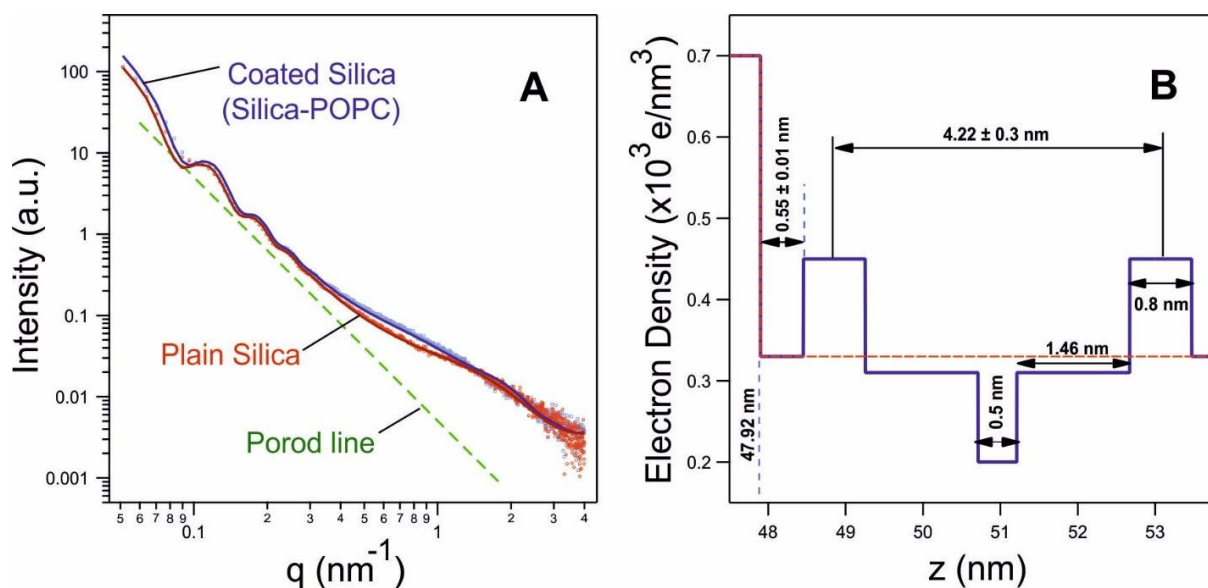 A
Coated Silica
(Silica-POPC)
Plain Silica
Porod line
Intensity (a.u.)
100
10
1
0.1
0.01
0.001
5 6 7 8 9 0.1 2 3 4 5 6 7 8 9 1 2 3 4
q (nm⁻¹)
B
Electron Density (x10³ e/nm³)
0.7
0.6
0.5
0.4
0.3
0.2
4.22 ± 0.3 nm
0.55 ± 0.01 nm
0.8 nm
1.46 nm
0.5 nm
47.92 nm
48 49 50 51 52 53
z (nm)